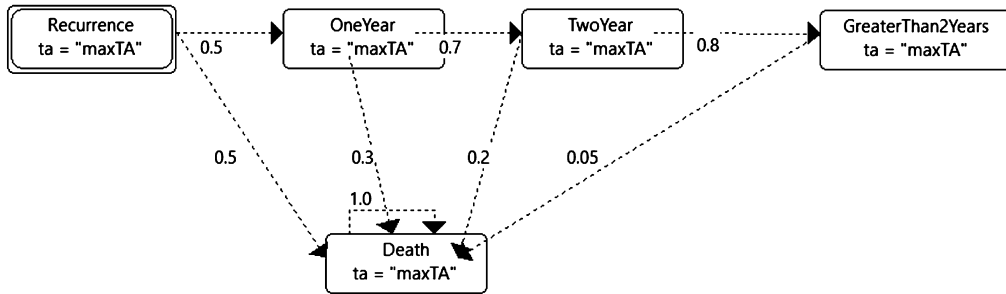 Recurrence
ta = "maxTA"
0.5
OneYear
ta = "maxTA"
0.7
TwoYear
ta = "maxTA"
0.8
GreaterThan2Years
ta = "maxTA"
0.5
0.3
0.2
0.05
1.0
Death
ta = "maxTA"